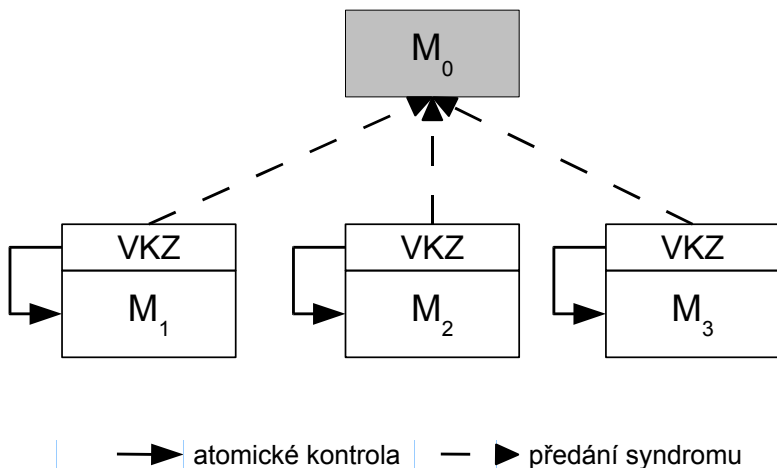 M0
VKZ VKZ VKZ
M1 M2 M3
atomické kontrola předání syndromu